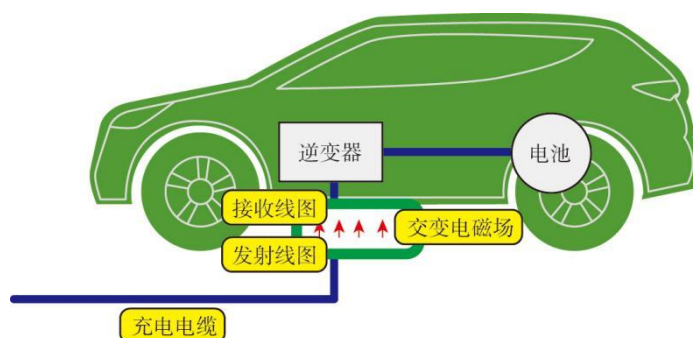 逆变器
电池
接收线图
交变电磁场
发射线图
充电电缆